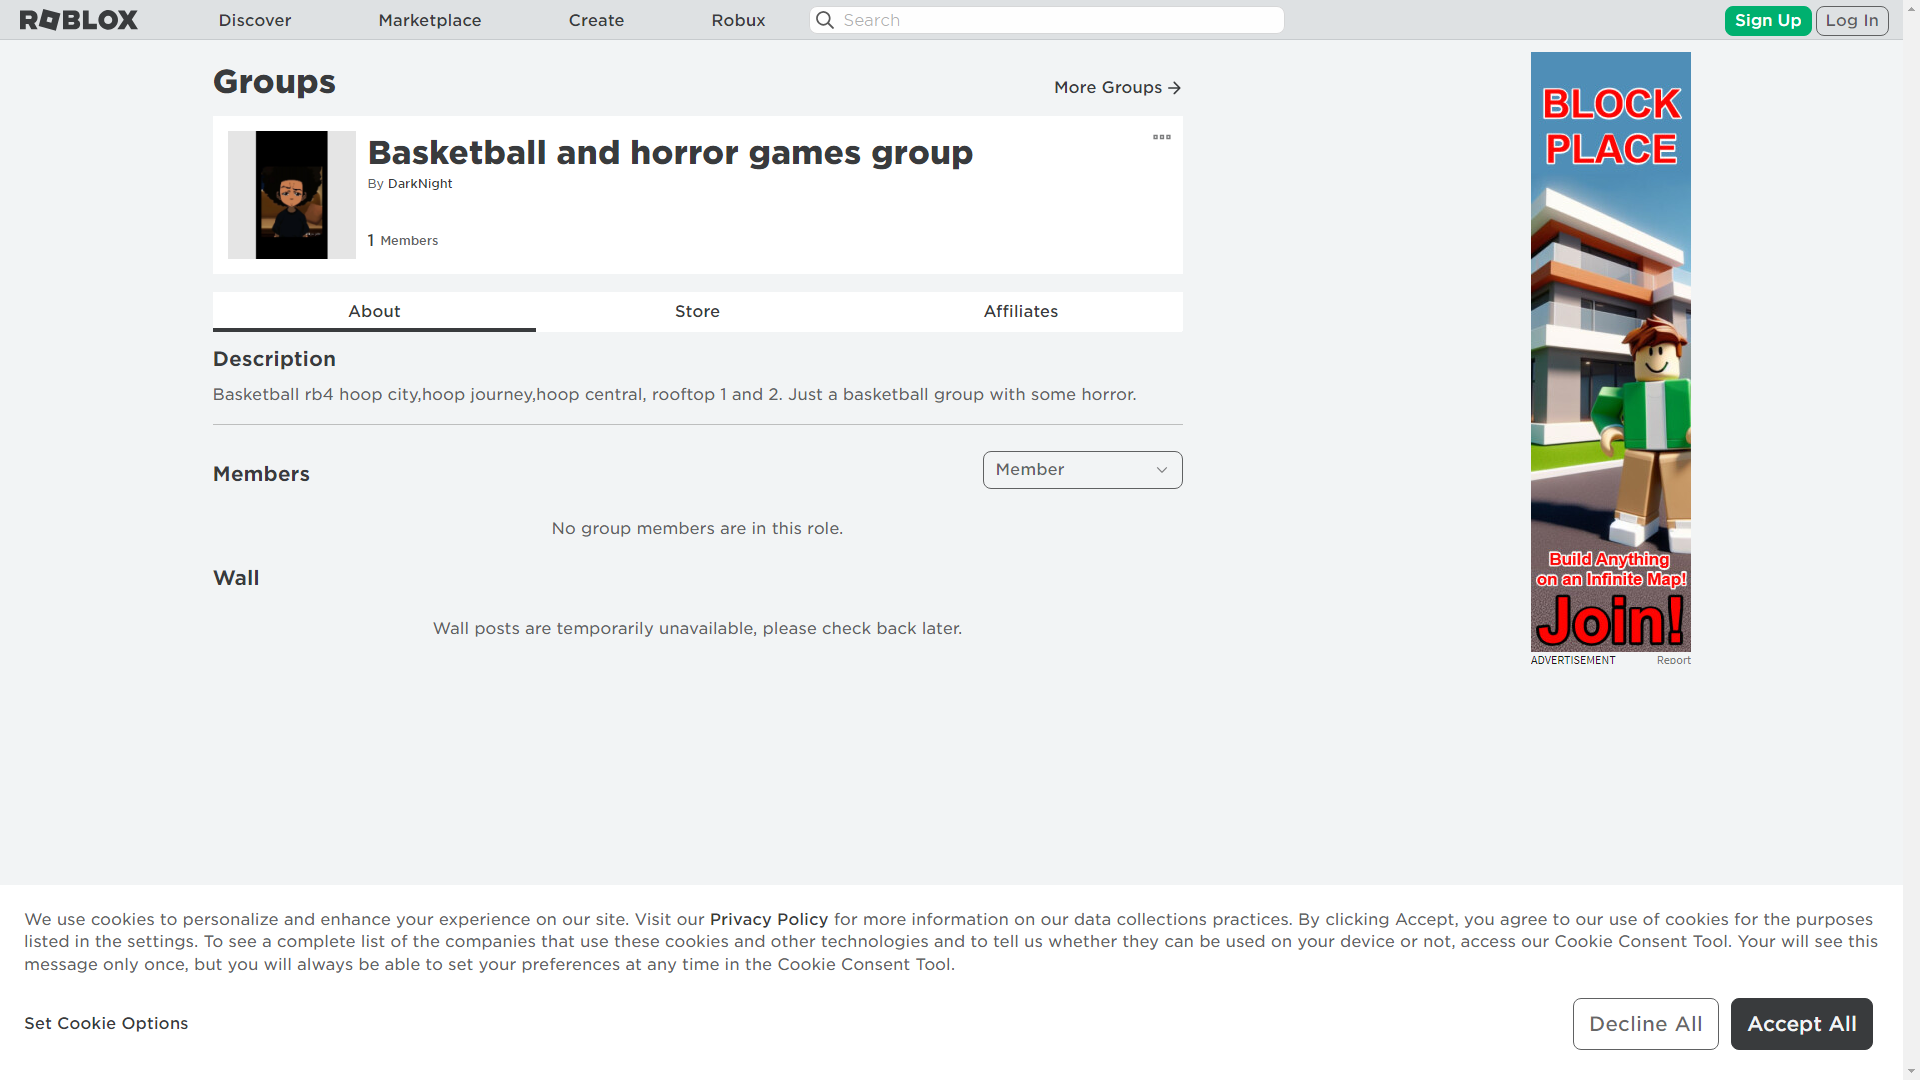 ROBLOX
Discover
Marketplace
Create
Robux
Search
Sign Up
Log In
Groups
More Groups
Basketball and horror games group
By DarkNight
1 Members
About
Store
Affiliates
Description
Basketball rb4 hoop city,hoop journey,hoop central, rooftop 1 and 2. Just a basketball group with some horror.
Members
Member
No group members are in this role.
Wall
Wall posts are temporarily unavailable, please check back later.
BLOCK
PLACE
Build Anything
on an Infinite Map!
Join!
ADVERTISEMENT
Report
We use cookies to personalize and enhance your experience on our site. Visit our Privacy Policy for more information on our data collections practices. By clicking Accept, you agree to our use of cookies for the purposes
listed in the settings. To see a complete list of the companies that use these cookies and other technologies and to tell us whether they can be used on your device or not, access our Cookie Consent Tool. Your will see this
message only once, but you will always be able to set your preferences at any time in the Cookie Consent Tool.
Set Cookie Options
Decline All
Accept All